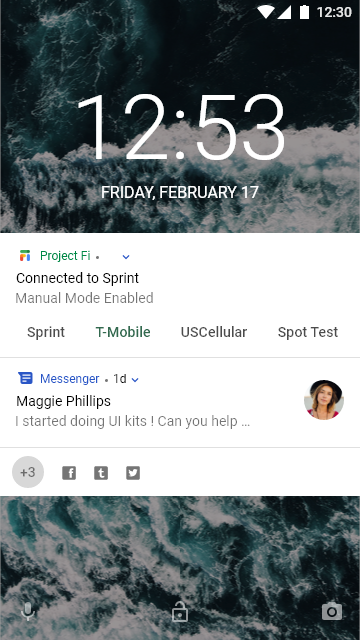 12:30
12:53
FRIDAY, FEBRUARY 17
Project Fi •
Connected to Sprint
Manual Mode Enabled
Sprint T-Mobile USCellular Spot Test
Messenger • 1d
Maggie Phillips
I started doing UI kits ! Can you help ...
+3